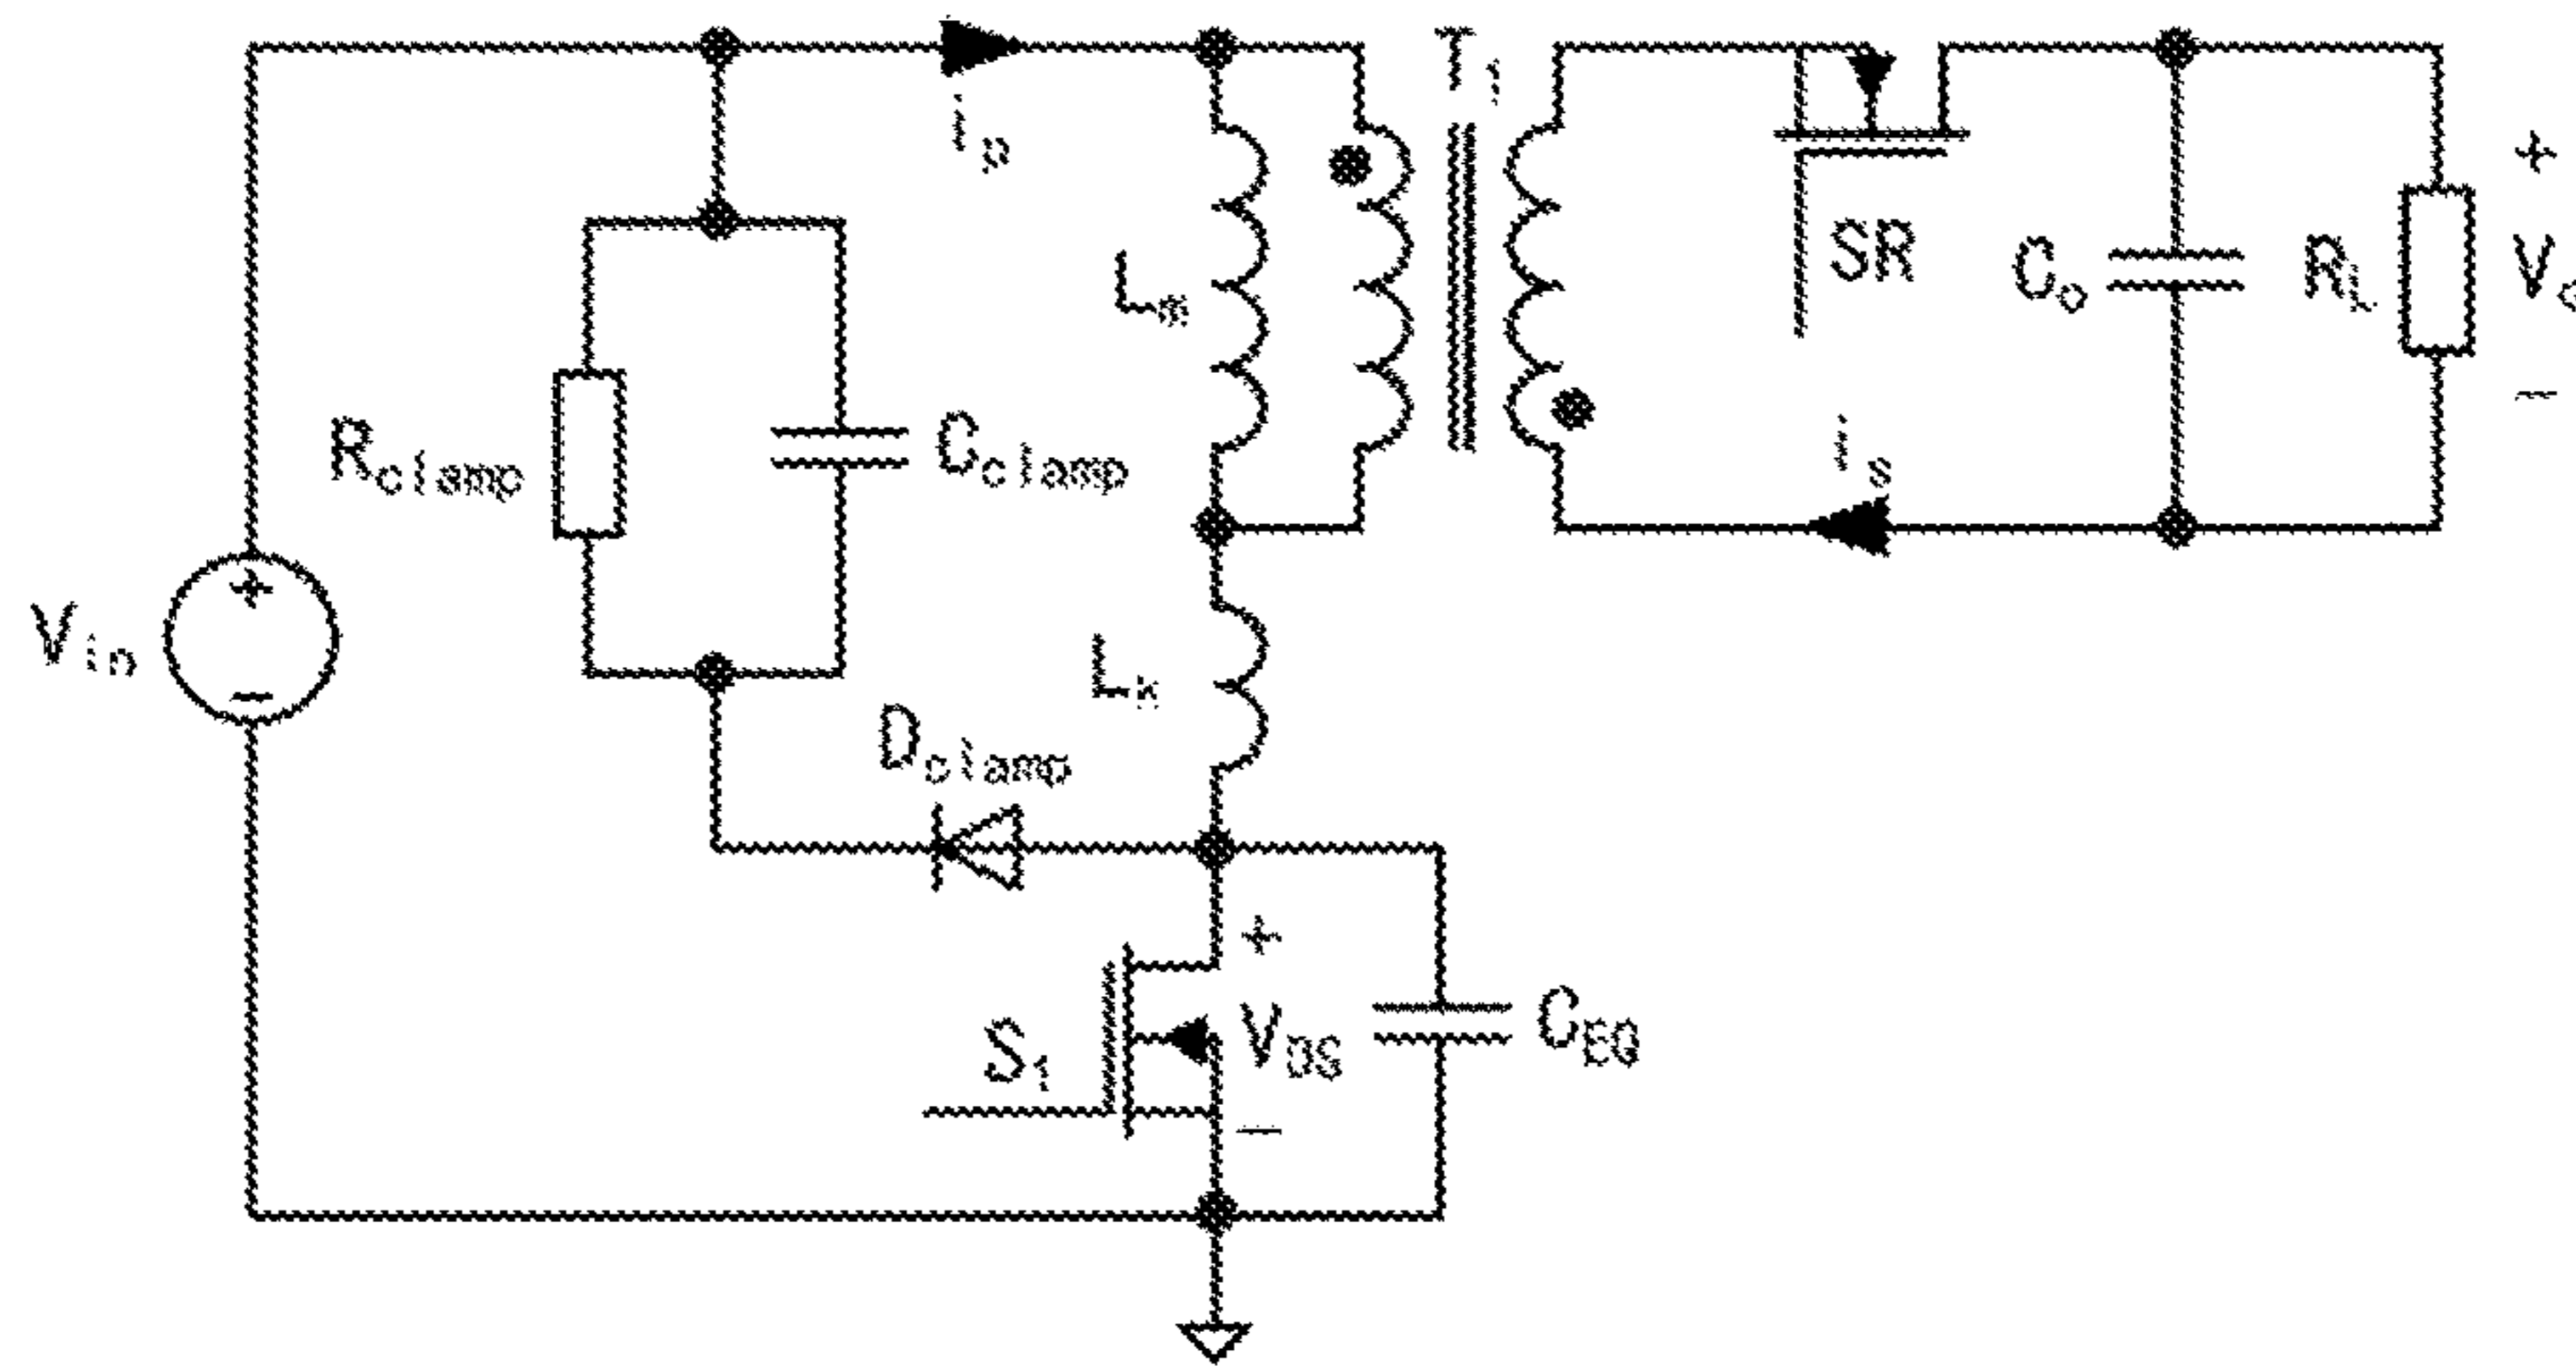 T1
ip
SR
Lm
Co
RL
+
Vo
−
is
Rclamp
Cclamp
Vin
+
−
Lk
Dclamp
S1
+
VDS
−
CEQ